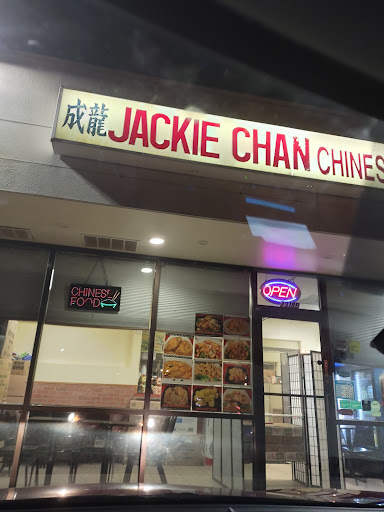 成龍 JACKIE CHAN CHINES
OPEN
CHINESE
FOOD